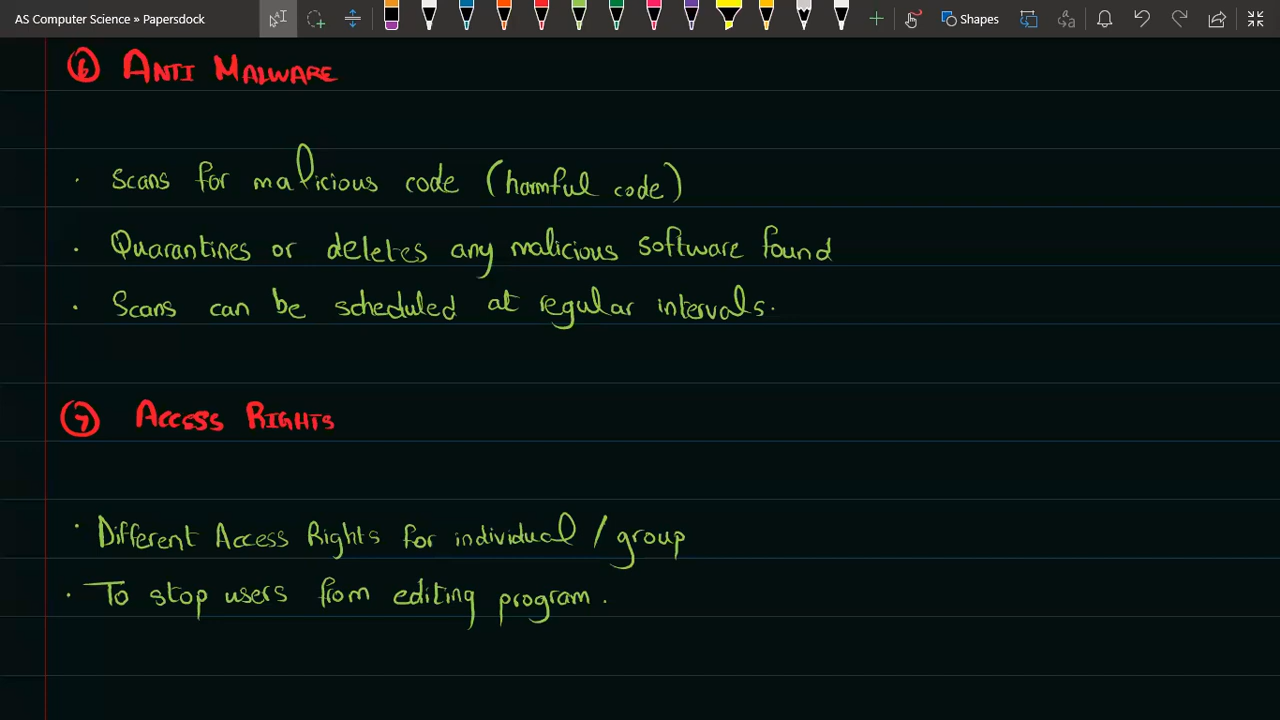 AS Computer Science » Papersdock
Shapes
6 ANTI MALWARE
· Scans for malicious code (harmful code)
· Quarantines or deletes any malicious software found
· Scans can be scheduled at regular intervals.
7 ACCESS RIGHTS
· Different Access Rights for individual / group
· To stop users from editing program.